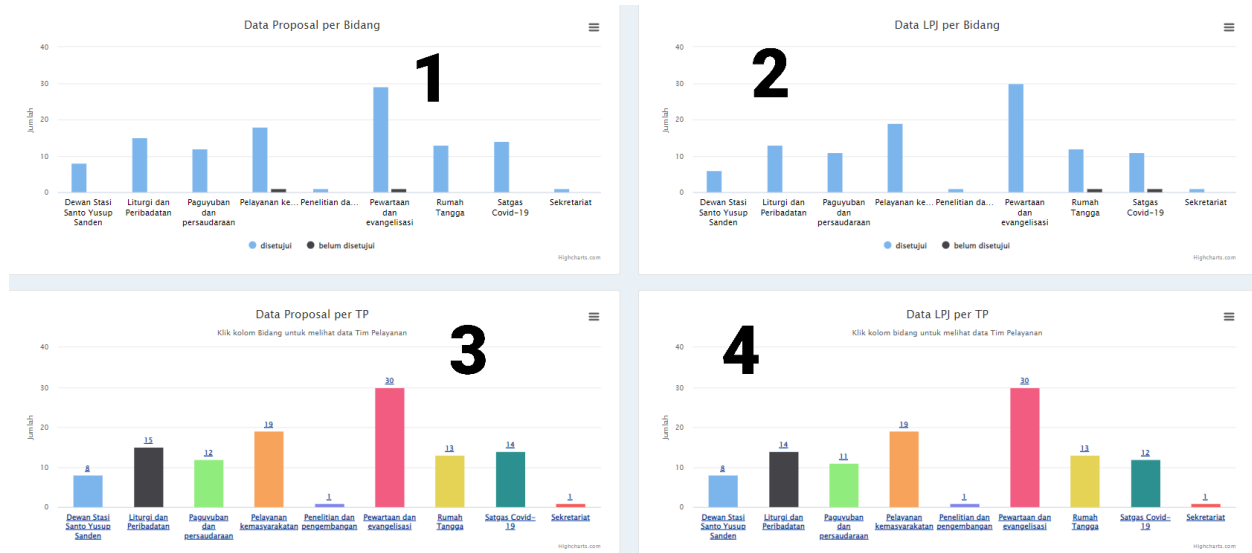 Data Proposal per Bidang
1
Jumlah
40
30
20
10
0
Dewan Stasi
Santo Yusup
Sanden
Liturgi dan
Peribadatan
Paguyuban
dan
persaudaraan
Pelayanan ke...
Penelitian da...
Pewartaan
dan
evangelisasi
Rumah
Tangga
Satgas
Covid-19
Sekretariat
disetujui
belum disetujui
Highcharts.com
Data LPJ per Bidang
2
Jumlah
40
30
20
10
0
Dewan Stasi
Santo Yusup
Sanden
Liturgi dan
Peribadatan
Paguyuban
dan
persaudaraan
Pelayanan ke...
Penelitian da...
Pewartaan
dan
evangelisasi
Rumah
Tangga
Satgas
Covid-19
Sekretariat
disetujui
belum disetujui
Highcharts.com
Data Proposal per TP
Klik kolom Bidang untuk melihat data Tim Pelayanan
3
Jumlah
40
30
20
10
0
8
15
12
19
1
30
13
14
1
Dewan Stasi
Santo Yusup
Sanden
Liturgi dan
Peribadatan
Paguyuban
dan
persaudaraan
Pelayanan
kemasyarakatan
Penelitian dan
pengembangan
Pewartaan dan
evangelisasi
Rumah
Tangga
Satgas Covid-
19
Sekretariat
Highcharts.com
Data LPJ per TP
Klik kolom bidang untuk melihat data Tim Pelayanan
4
Jumlah
40
30
20
10
0
8
14
11
19
1
30
13
12
1
Dewan Stasi
Santo Yusup
Sanden
Liturgi dan
Peribadatan
Paguyuban
dan
persaudaraan
Pelayanan
kemasyarakatan
Penelitian dan
pengembangan
Pewartaan dan
evangelisasi
Rumah
Tangga
Satgas Covid-
19
Sekretariat
Highcharts.com